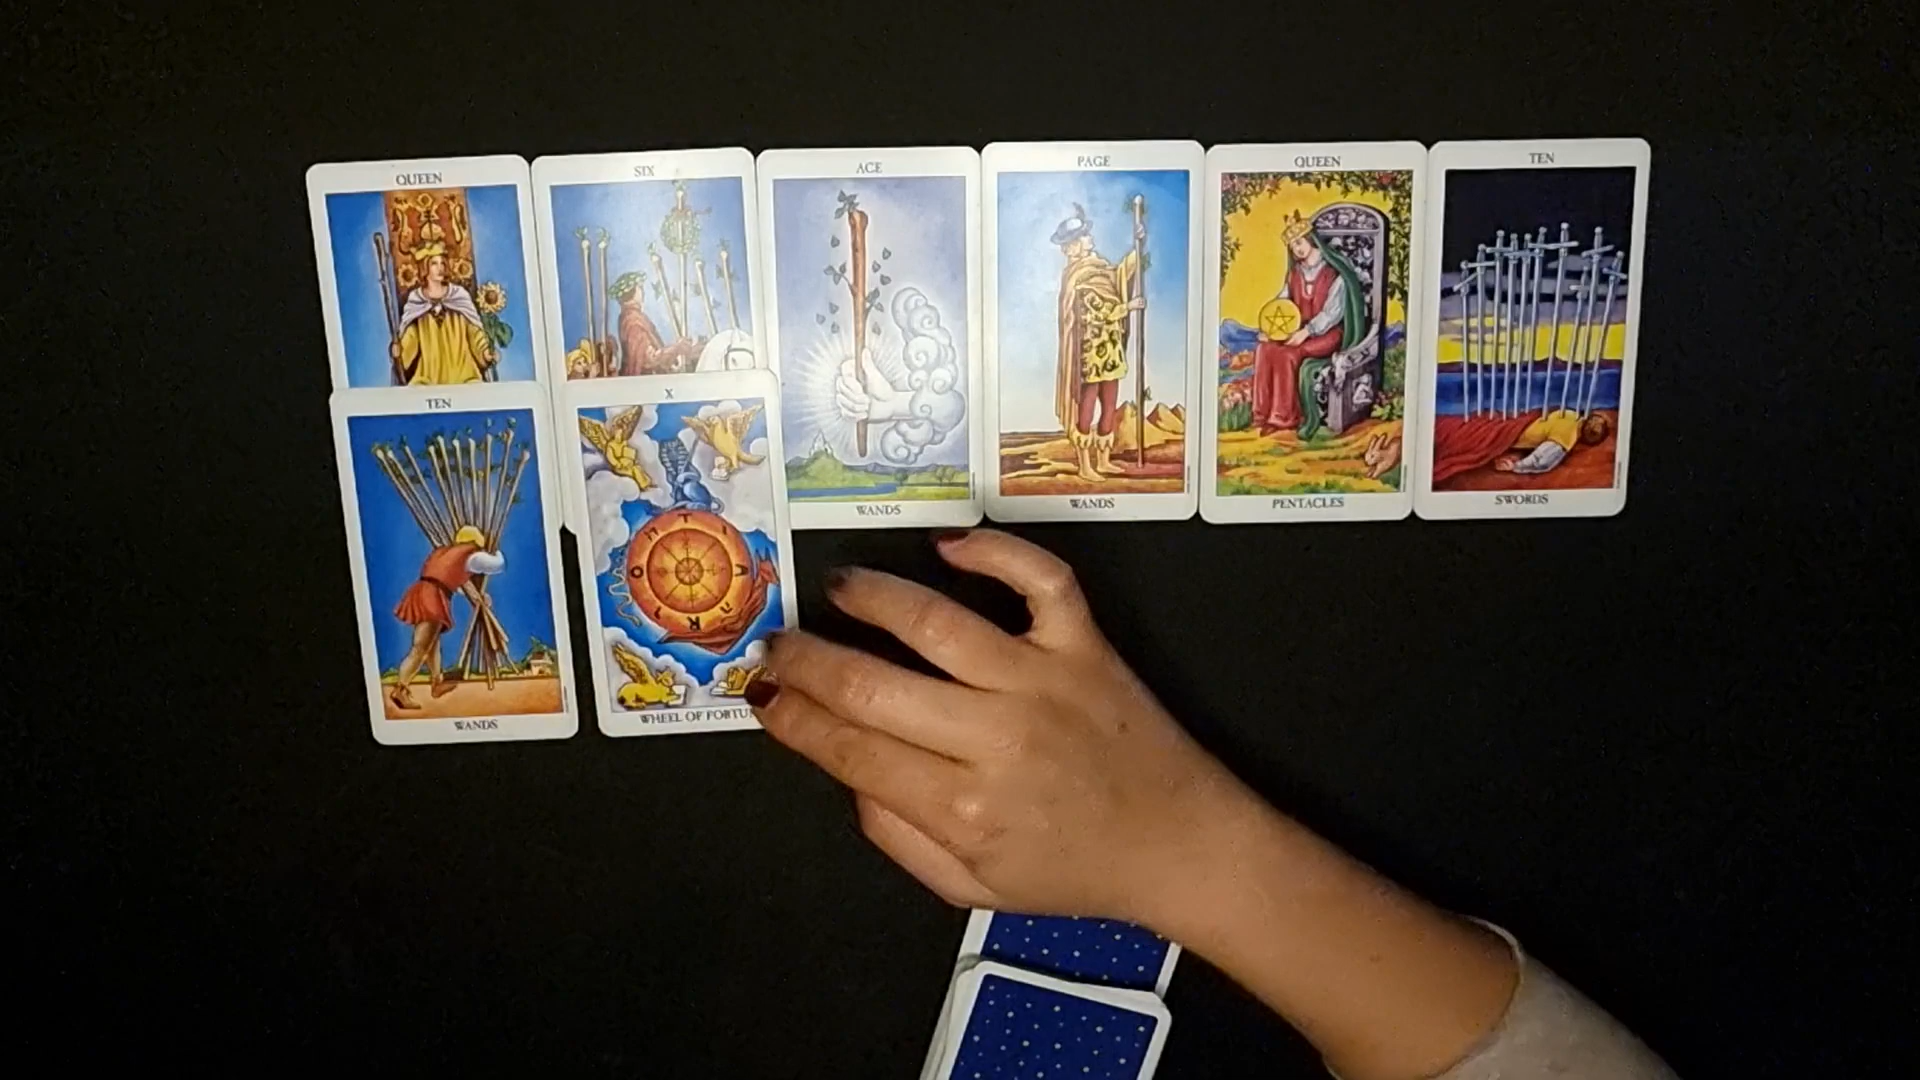 QUEEN
SIX
ACE
PAGE
QUEEN
TEN
WANDS
WANDS
PENTACLES
SWORDS
TEN
X
WANDS
WHEEL OF FORTUN